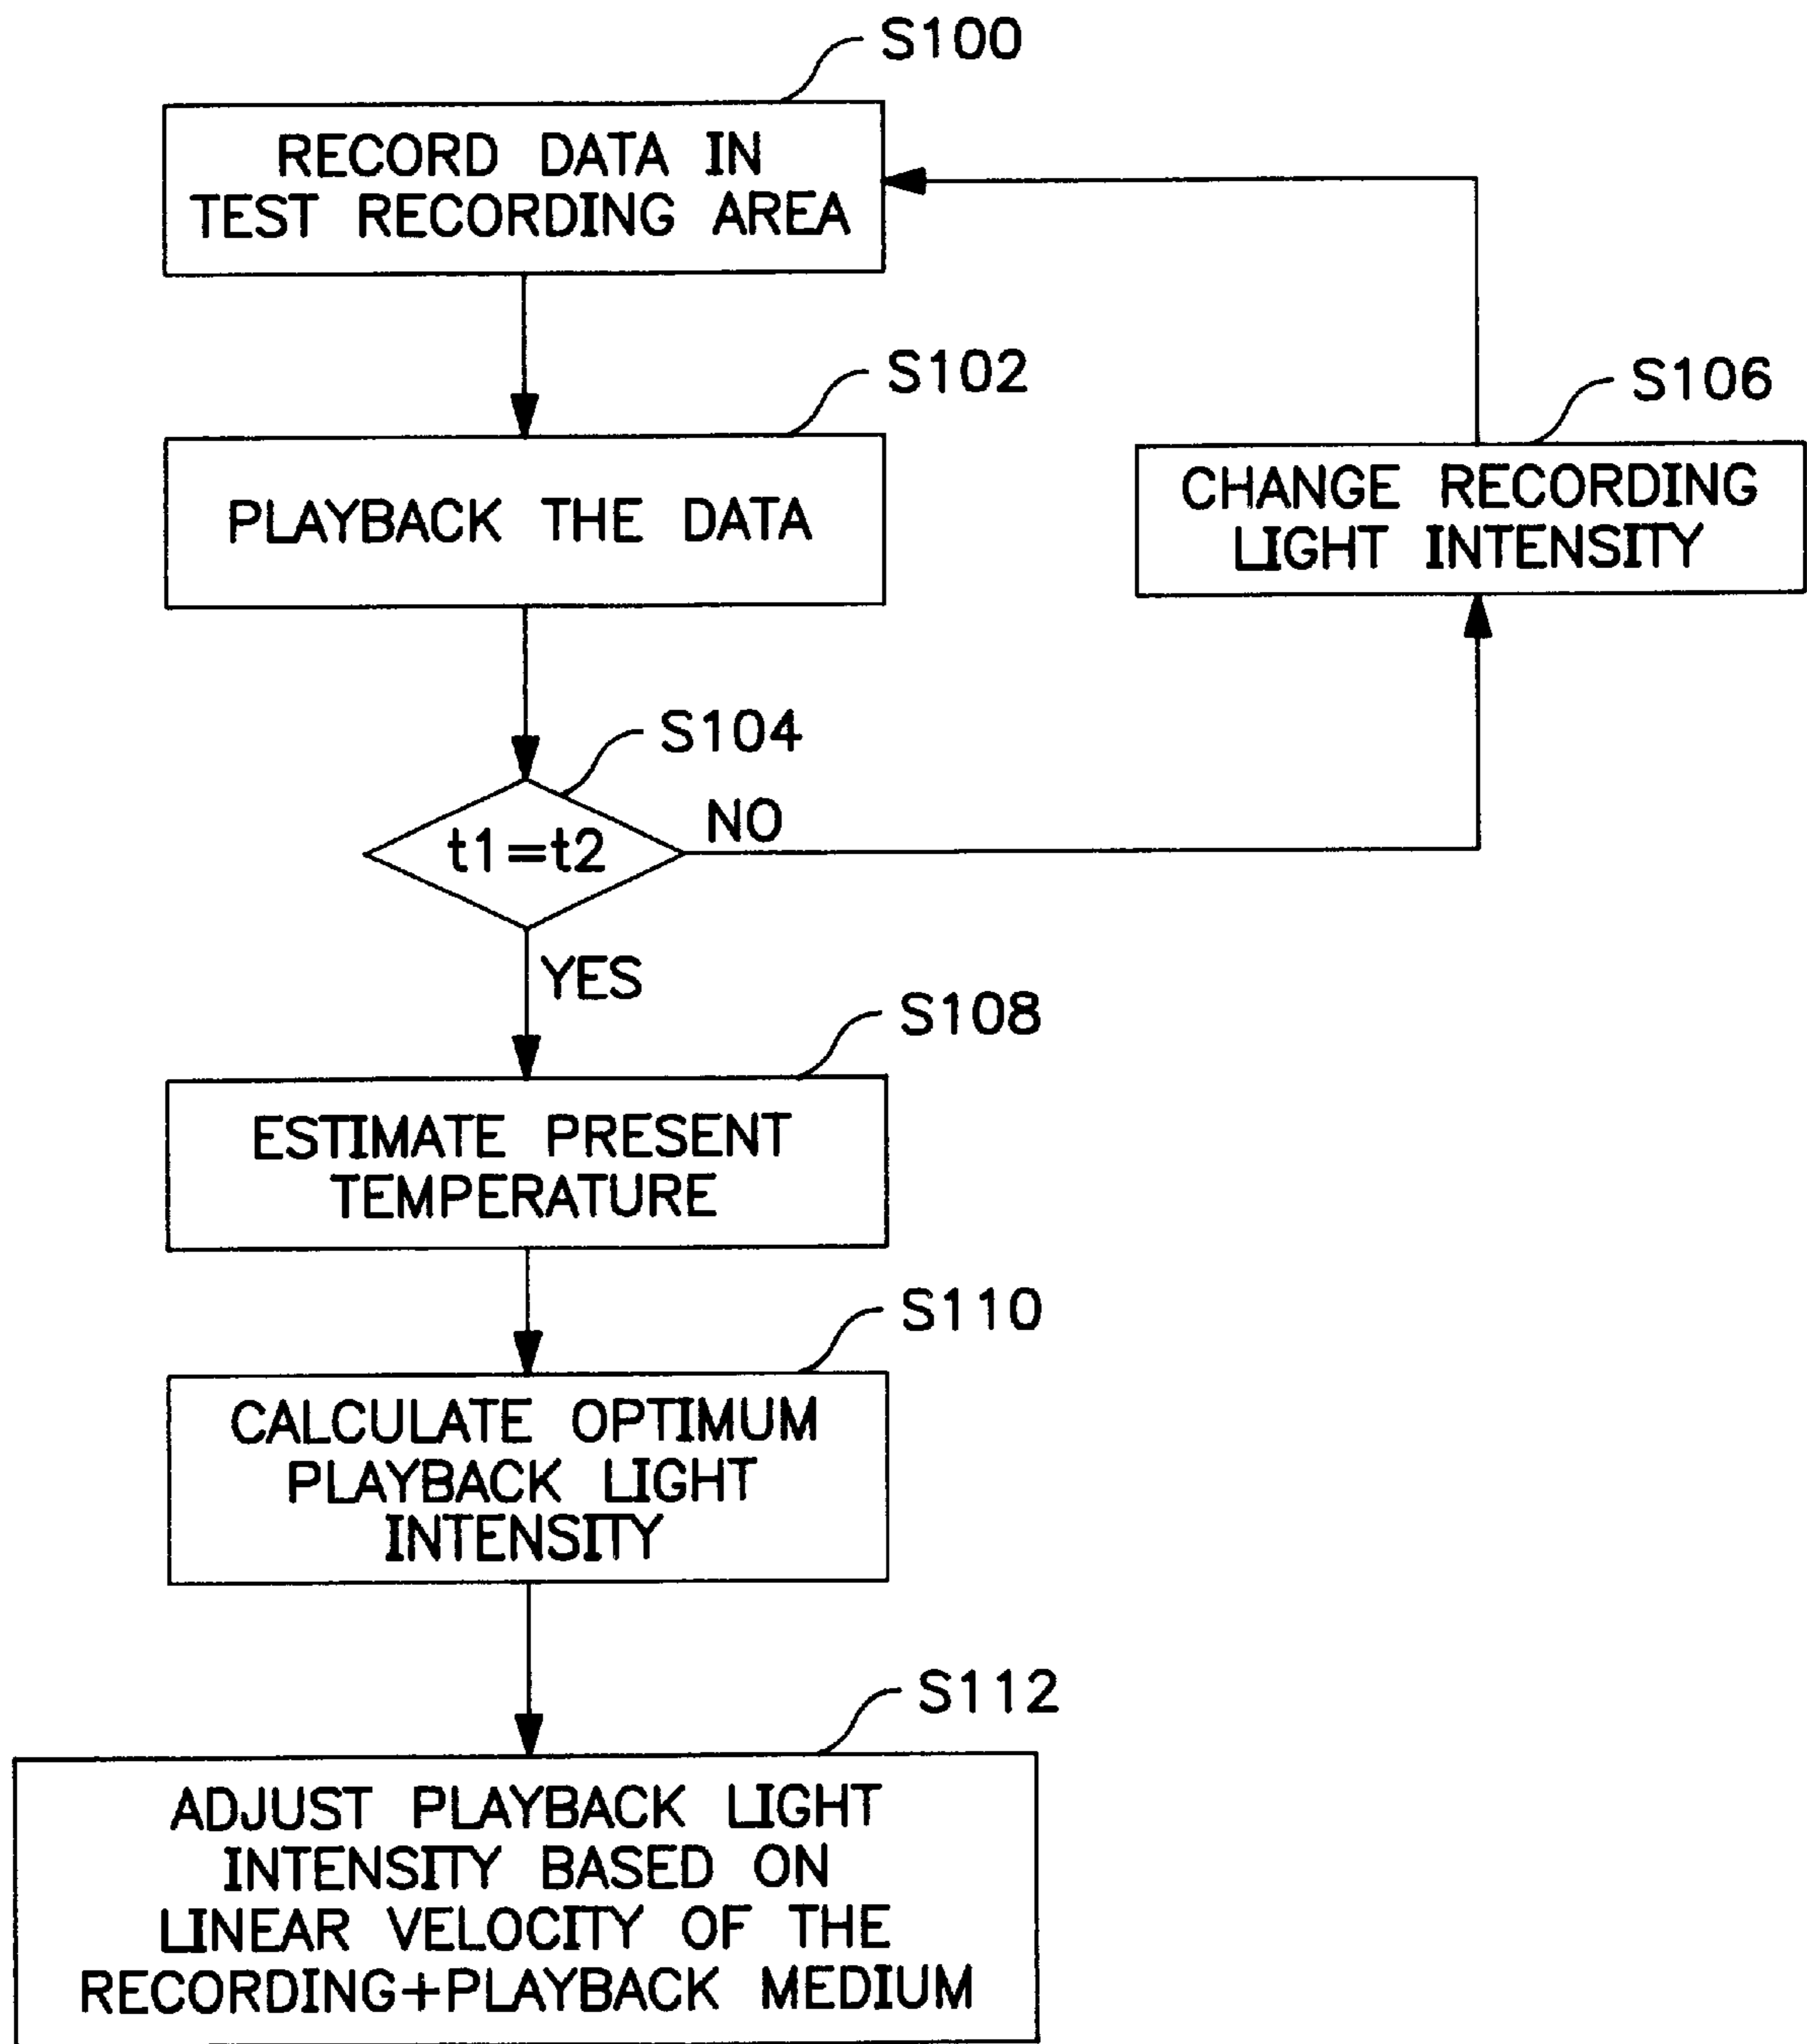 S100
RECORD DATA IN
TEST RECORDING AREA
S102
PLAYBACK THE DATA
S106
CHANGE RECORDING
LIGHT INTENSITY
S104
t1=t2
NO
YES
S108
ESTIMATE PRESENT
TEMPERATURE
S110
CALCULATE OPTIMUM
PLAYBACK LIGHT
INTENSITY
S112
ADJUST PLAYBACK LIGHT
INTENSITY BASED ON
LINEAR VELOCITY OF THE
RECORDING+PLAYBACK MEDIUM